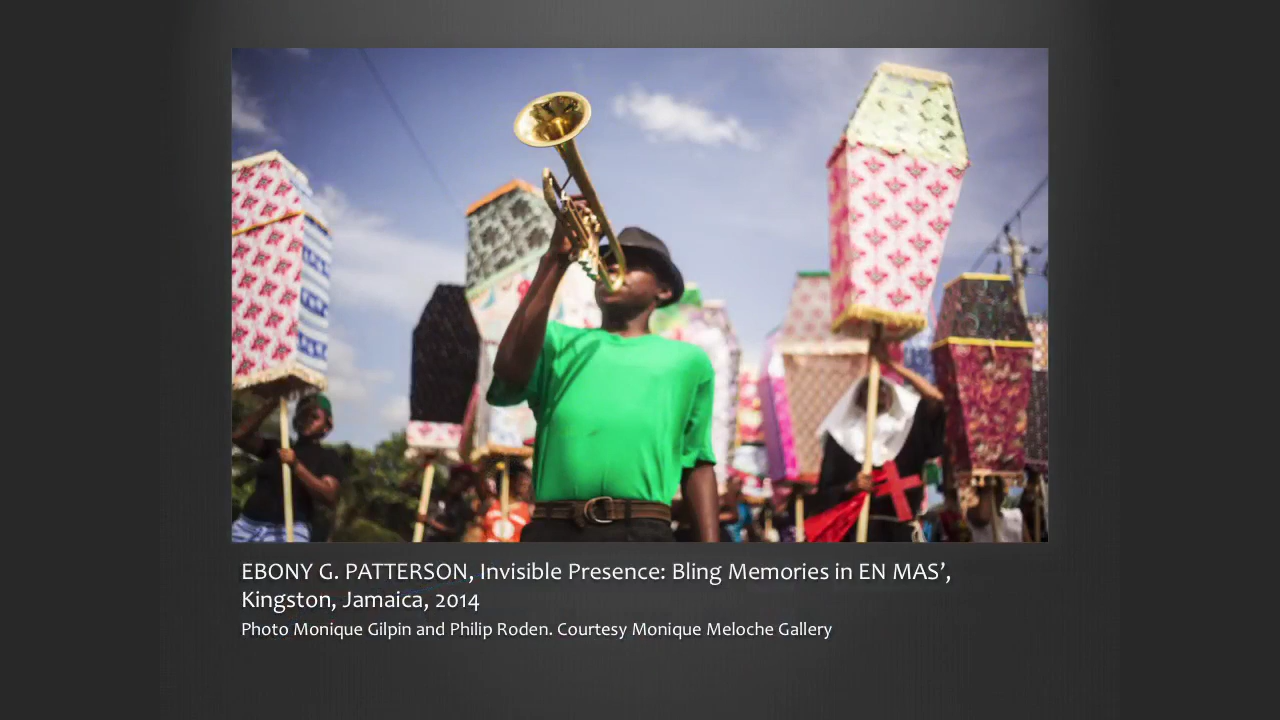 EBONY G. PATTERSON, Invisible Presence: Bling Memories in EN MAS’,
Kingston, Jamaica, 2014
Photo Monique Gilpin and Philip Roden. Courtesy Monique Meloche Gallery